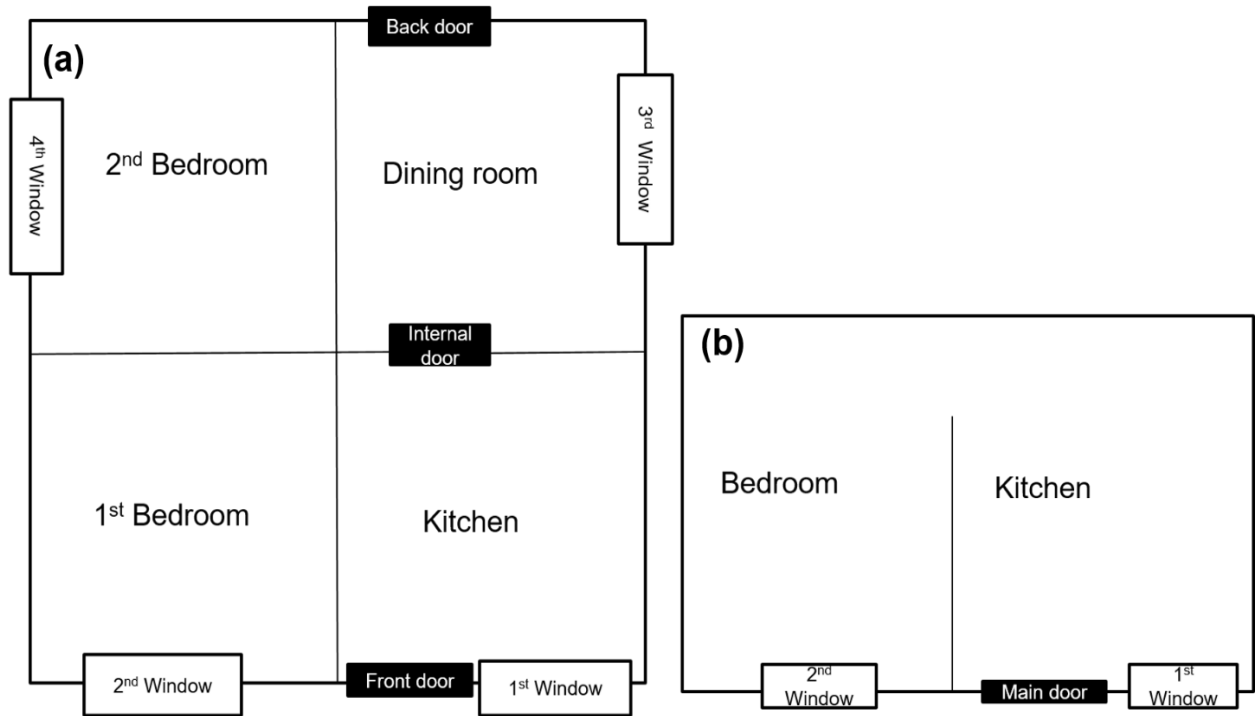 (a)
Back door
4th Window
2nd Bedroom
Dining room
3rd Window
Internal
door
1st Bedroom
Kitchen
2nd Window
Front door
1st Window
(b)
Bedroom
Kitchen
2nd
Window
Main door
1st
Window